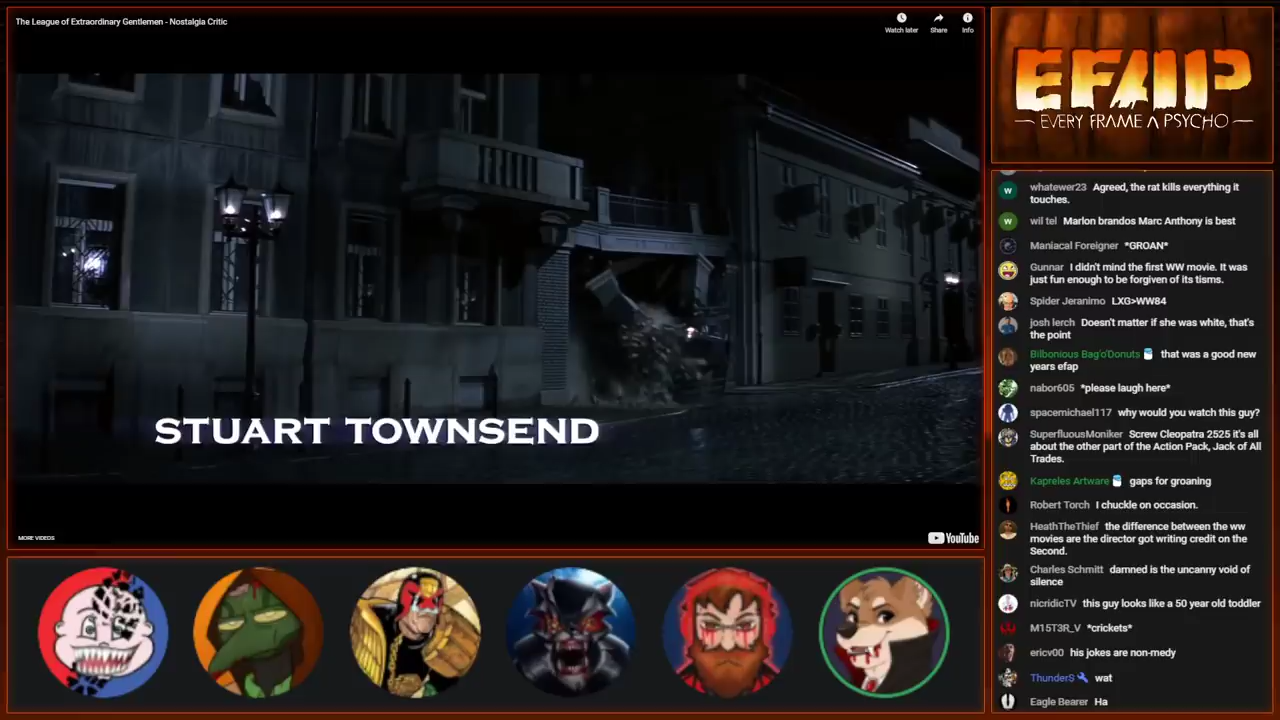 The League of Extraordinary Gentlemen - Nostalgia Critic
Watch later
Share
Info
STUART TOWNSEND
MORE VIDEOS
YouTube
EFAP
EVERY FRAME A PSYCHO
whatewer23 Agreed, the rat kills everything it
touches.
wil tel Marlon brandos Marc Anthony is best
Maniacal Foreigner *GROAN*
Gunnar I didn't mind the first WW movie. It was
just fun enough to be forgiven of its tisms.
Spider Jeranimo LXG>WW84
josh lerch Doesn't matter if she was white, that's
the point
Bilbonious Bag'o'Donuts that was a good new
years efap
nabor605 *please laugh here*
spacemichael117 why would you watch this guy?
SuperfluousMoniker Screw Cleopatra 2525 it's all
about the other part of the Action Pack, Jack of All
Trades.
Kapreles Artware gaps for groaning
Robert Torch I chuckle on occasion.
HeathTheThief the difference between the ww
movies are the director got writing credit on the
Second.
Charles Schmitt damned is the uncanny void of
silence
nicridicTV this guy looks like a 50 year old toddler
M15T3R_V *crickets*
ericv00 his jokes are non-medy
ThunderS wat
Eagle Bearer Ha